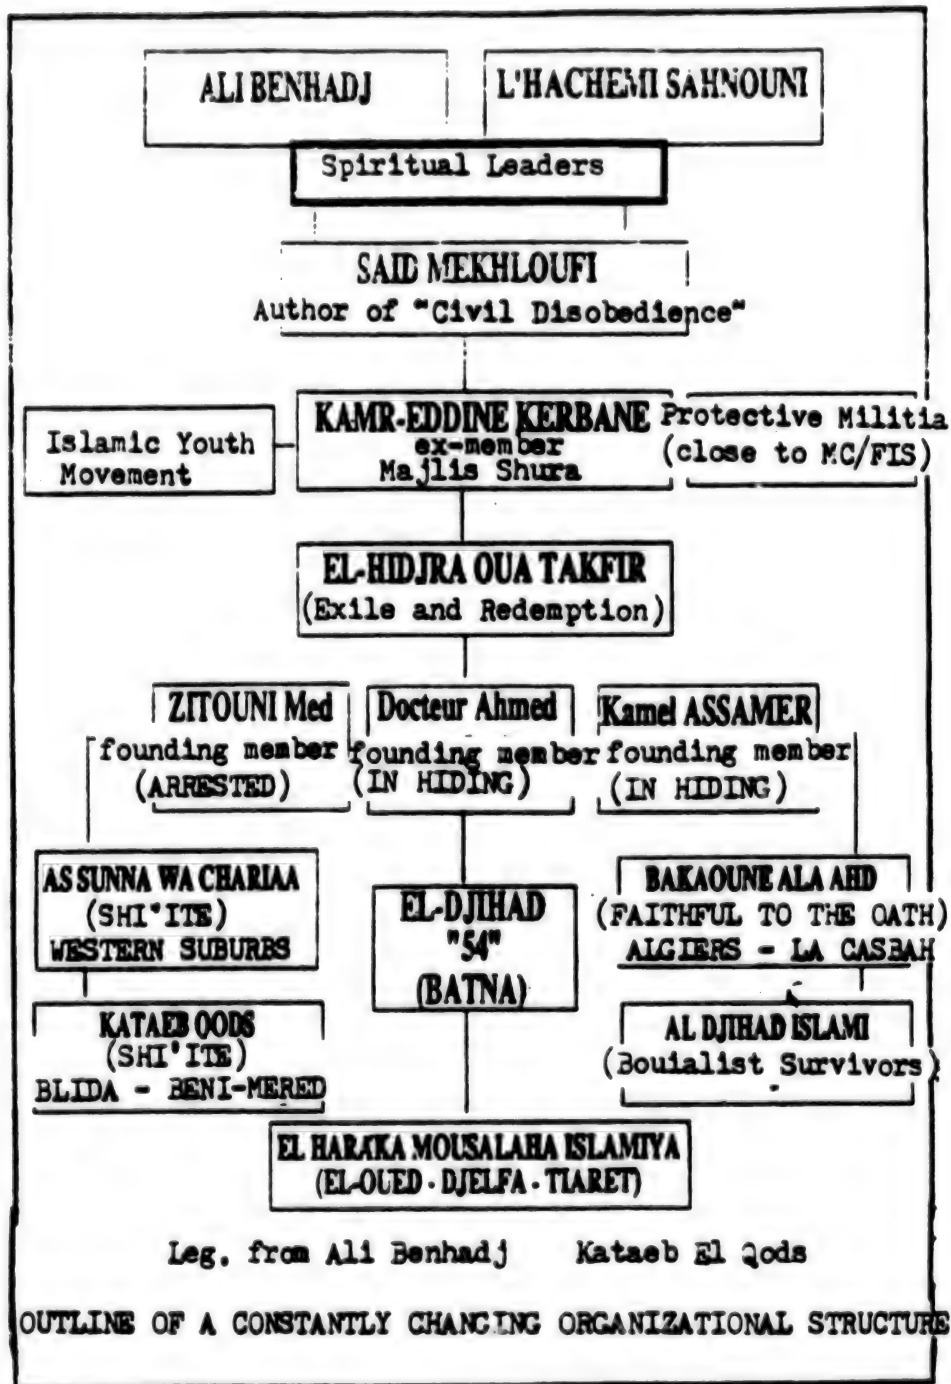 ALI BENHADJ
L'HACHEMI SAHNOUNI
Spiritual Leaders
SAID MEKHLOUFI
Author of "Civil Disobedience"
Islamic Youth
Movement
KAMR-EDDINE KERBANE
ex-member
Majlis Shura
Protective Militia
(close to MC/FIS)
EL-HIDJRA OUA TAKFIR
(Exile and Redemption)
ZITOUNI Med
founding member
(ARRESTED)
Docteur Ahmed
founding member
(IN HIDING)
Kamel ASSAMER
founding member
(IN HIDING)
AS SUNNA WA CHARIAA
(SHI'ITE)
WESTERN SUBURBS
EL-DJIHAD
"54"
(BATNA)
BAKAOUNE ALA AHD
(FAITHFUL TO THE OATH)
ALGIERS - LA CASBAH
KATAEB OODS
(SHI'ITE)
BLIDA - BENI-MERED
AL DJIHAD ISLAMI
(Bouialist Survivors)
EL HARAKA MOUSALAHA ISLAMIYA
(EL-OUED - DJELFA - TIARET)
Leg. from Ali Benhadj Kataeb El Qods
OUTLINE OF A CONSTANTLY CHANGING ORGANIZATIONAL STRUCTURE